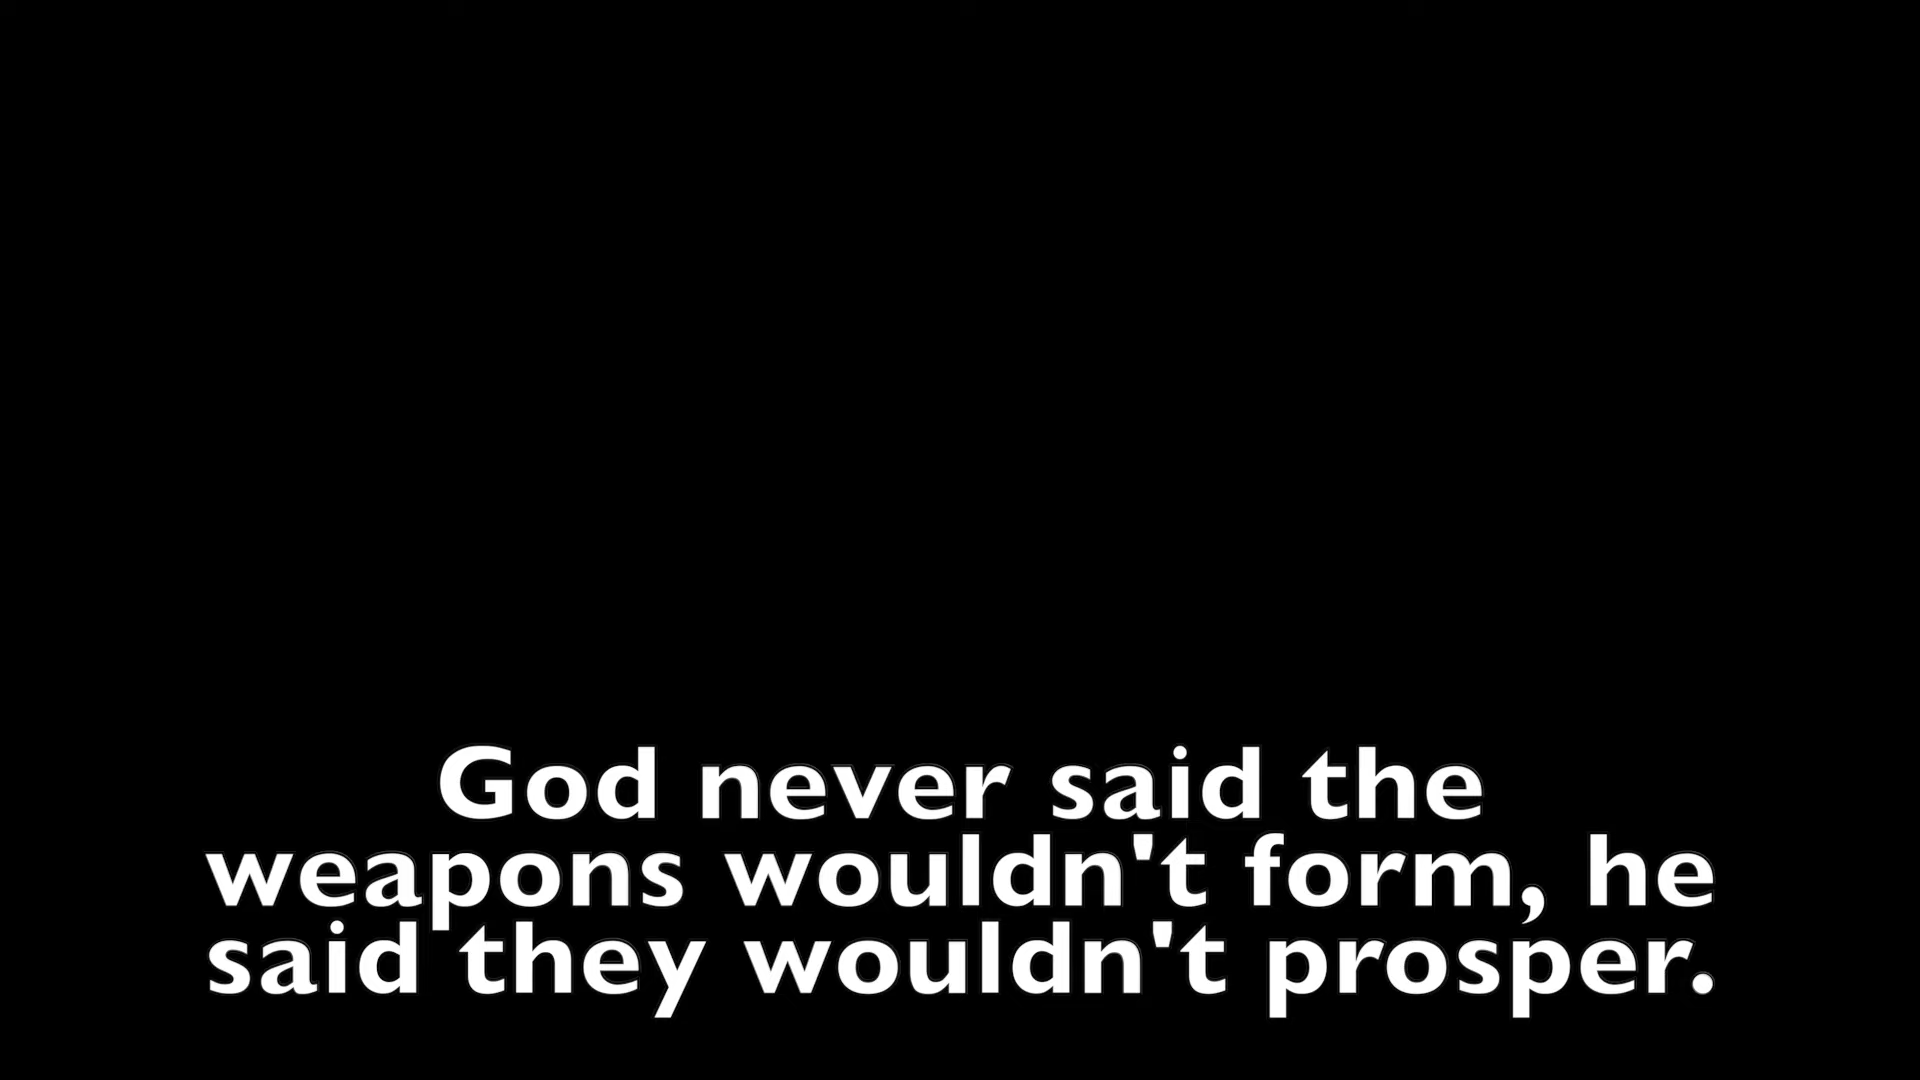 God never said the
weapons wouldn't form, he
said they wouldn't prosper.